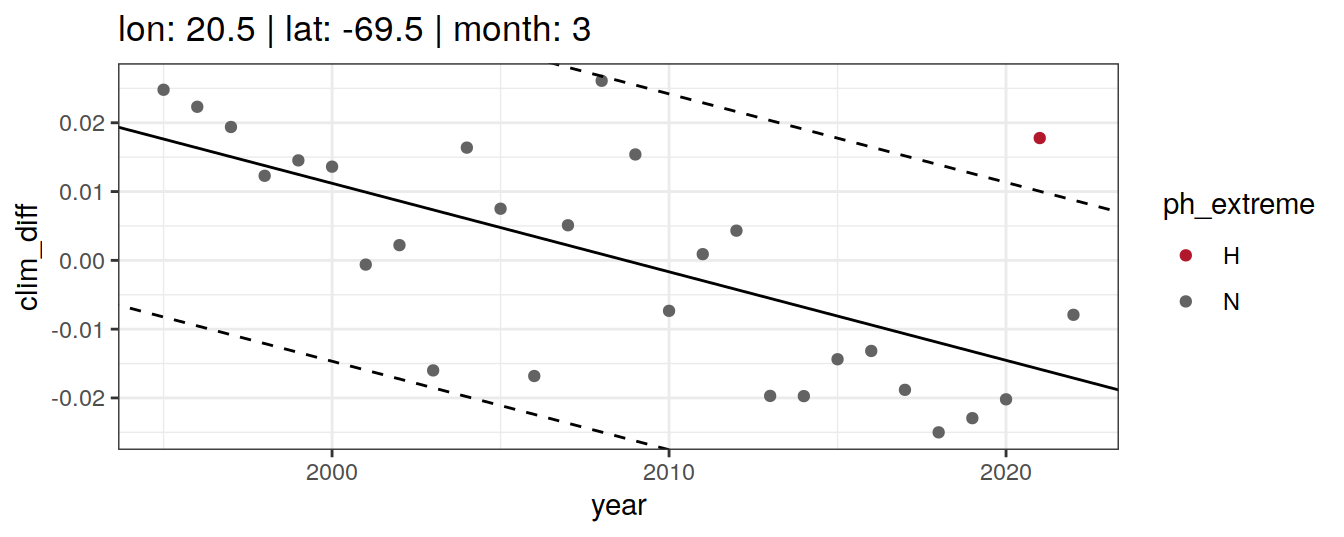 lon: 20.5 | lat: -69.5 | month: 3
clim_diff
0.02
0.01
0.00
-0.01
-0.02
2000 2010 2020
year
ph_extreme
H
N